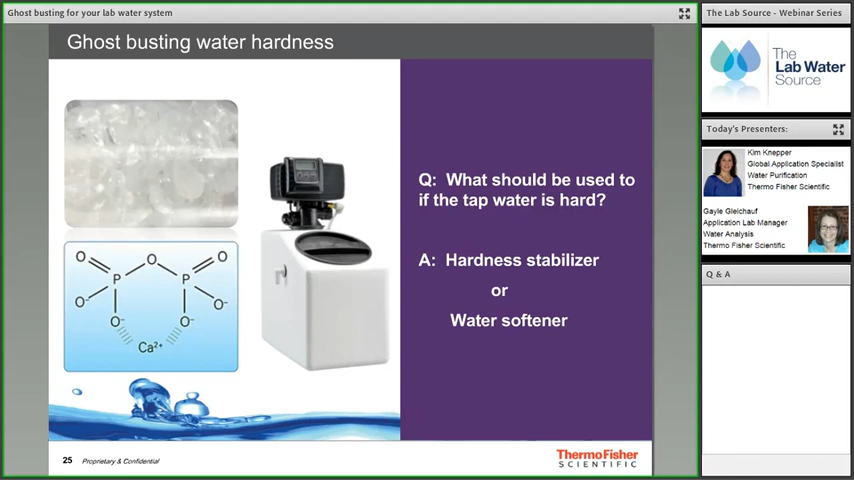 Ghost busting for your lab water system
Ghost busting water hardness
O
O
O
P
P
O-
O-
O-
O-
Ca2+
Q: What should be used to
if the tap water is hard?
A: Hardness stabilizer
or
Water softener
25 Proprietary & Confidential
ThermoFisher
SCIENTIFIC
The Lab Source - Webinar Series
The
Lab Water
Source
Today's Presenters:
Kim Knepper
Global Application Specialist
Water Purification
Thermo Fisher Scientific
Gayle Gleichauf
Application Lab Manager
Water Analysis
Thermo Fisher Scientific
Q & A